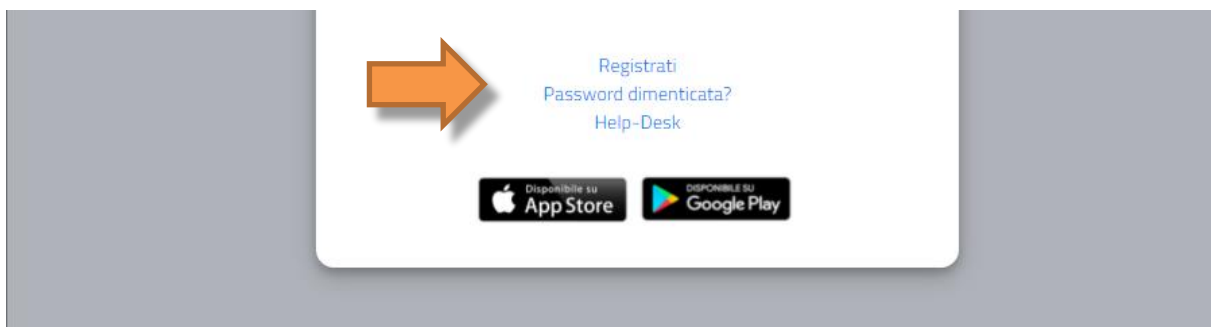 Registrati
Password dimenticata?
Help-Desk
Disponibile su
App Store
DISPONIBILE SU
Google Play